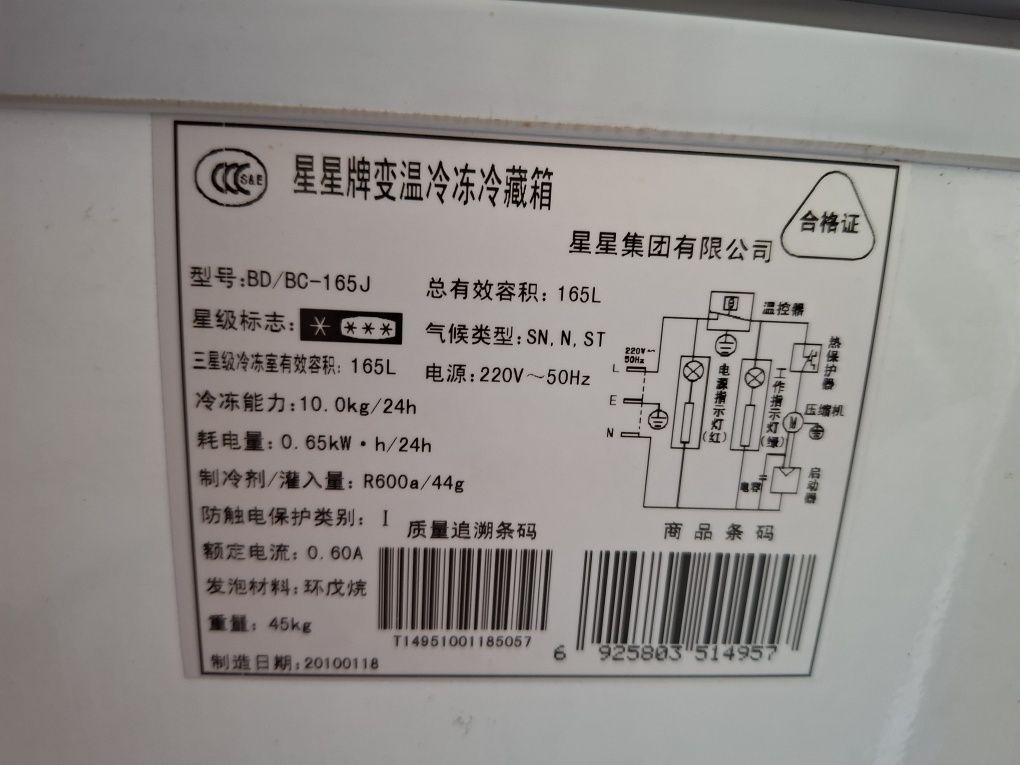 CCC S&E
星星牌变温冷冻冷藏箱
合格证
星星集团有限公司
型号:BD/BC-165J
总有效容积: 165L
星级标志: * ***
气候类型: SN, N, ST
三星级冷冻室有效容积: 165L
电源: 220V～50Hz
冷冻能力:10.0kg/24h
耗电量: 0.65kW·h/24h
制冷剂/灌入量: R600a/44g
防触电保护类别: I
额定电流: 0.60A
发泡材料: 环戊烷
重量: 45kg
制造日期: 20100118
温控器
220V~
50Hz
L
E
N
电源指示灯(红)
工作指示灯(绿)
热保护器
压缩机
M
启动器
电容
质量追溯条码
T14951001185057
商品条码
6 925803 514957